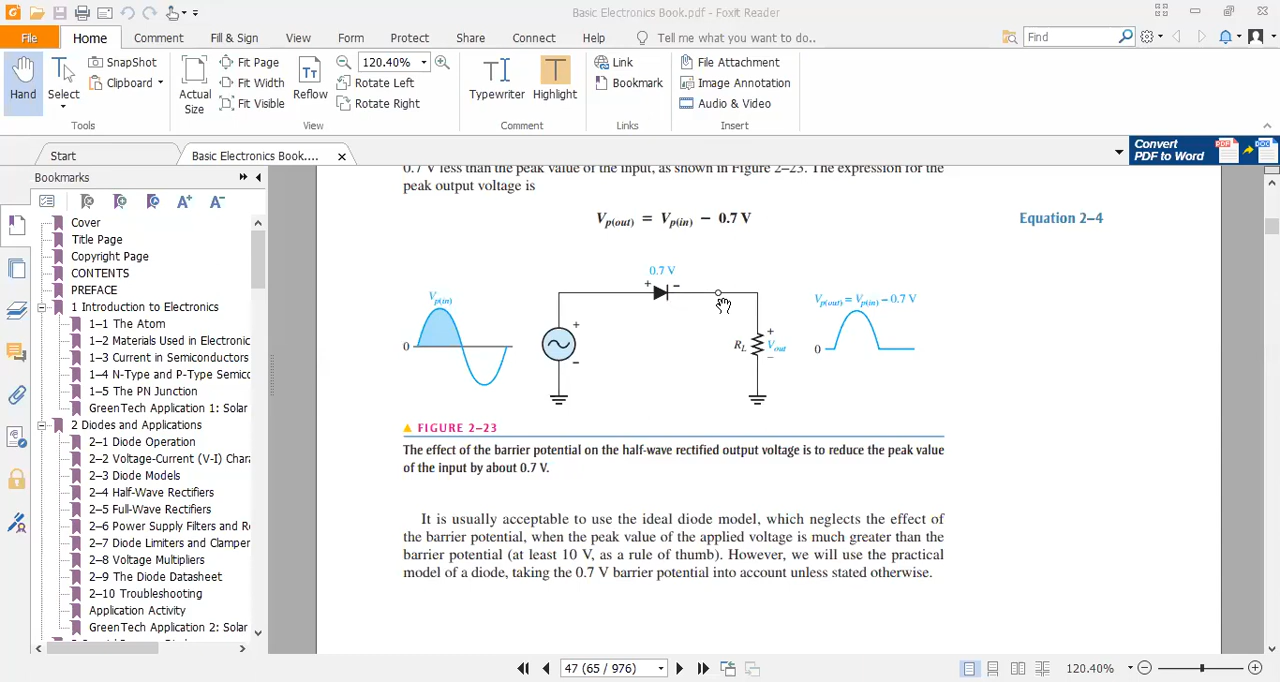 Basic Electronics Book.pdf - Foxit Reader
File
Home
Comment
Fill & Sign
View
Form
Protect
Share
Connect
Help
Tell me what you want to do..
Find
Hand
Select
SnapShot
Clipboard
Actual
Size
Fit Page
Fit Width
Fit Visible
Reflow
120.40%
Rotate Left
Rotate Right
Typewriter
Highlight
Link
Bookmark
File Attachment
Image Annotation
Audio & Video
Tools
View
Comment
Links
Insert
Start
Basic Electronics Book....
Convert
PDF to Word
Bookmarks
Cover
Title Page
Copyright Page
CONTENTS
PREFACE
1 Introduction to Electronics
1–1 The Atom
1–2 Materials Used in Electronic
1–3 Current in Semiconductors
1–4 N-Type and P-Type Semic
1–5 The PN Junction
GreenTech Application 1: Solar
2 Diodes and Applications
2–1 Diode Operation
2–2 Voltage-Current (V-I) Chara
2–3 Diode Models
2–4 Half-Wave Rectifiers
2–5 Full-Wave Rectifiers
2–6 Power Supply Filters and Re
2–7 Diode Limiters and Clamper
2–8 Voltage Multipliers
2–9 The Diode Datasheet
2–10 Troubleshooting
Application Activity
GreenTech Application 2: Solar
0.7 V less than the peak value of the input, as shown in Figure 2–23. The expression for the
peak output voltage is
Vp(out) = Vp(in) − 0.7 V
Equation 2–4
0.7 V
+ −
Vp(in)
0
+
−
RL
+
Vout
−
Vp(out) = Vp(in) − 0.7 V
0
▲ FIGURE 2–23
The effect of the barrier potential on the half-wave rectified output voltage is to reduce the peak value
of the input by about 0.7 V.
It is usually acceptable to use the ideal diode model, which neglects the effect of
the barrier potential, when the peak value of the applied voltage is much greater than the
barrier potential (at least 10 V, as a rule of thumb). However, we will use the practical
model of a diode, taking the 0.7 V barrier potential into account unless stated otherwise.
47 (65 / 976)
120.40%